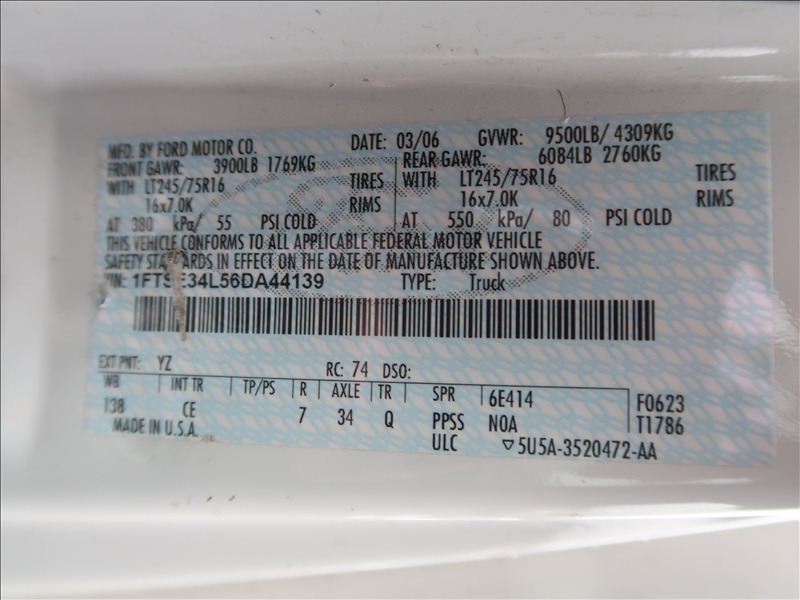 MFD. BY FORD MOTOR CO. DATE: 03/06 GVWR: 9500LB/ 4309KG
FRONT GAWR: 3900LB 1769KG REAR GAWR: 6084LB 2760KG
WITH LT245/75R16 TIRES WITH LT245/75R16 TIRES
16x7.0K RIMS 16x7.0K RIMS
AT 380 kPa/ 55 PSI COLD AT 550 kPa/ 80 PSI COLD
THIS VEHICLE CONFORMS TO ALL APPLICABLE FEDERAL MOTOR VEHICLE
SAFETY STANDARDS IN EFFECT ON THE DATE OF MANUFACTURE SHOWN ABOVE.
VIN: 1FTSE34L56DA44139 TYPE: Truck
EXT PNT: YZ RC: 74 DSO:
WB INT TR TP/PS R AXLE TR SPR 6E414 F0623
138 CE 7 34 Q PPSS N0A T1786
MADE IN U.S.A. ULC ▽5U5A-3520472-AA